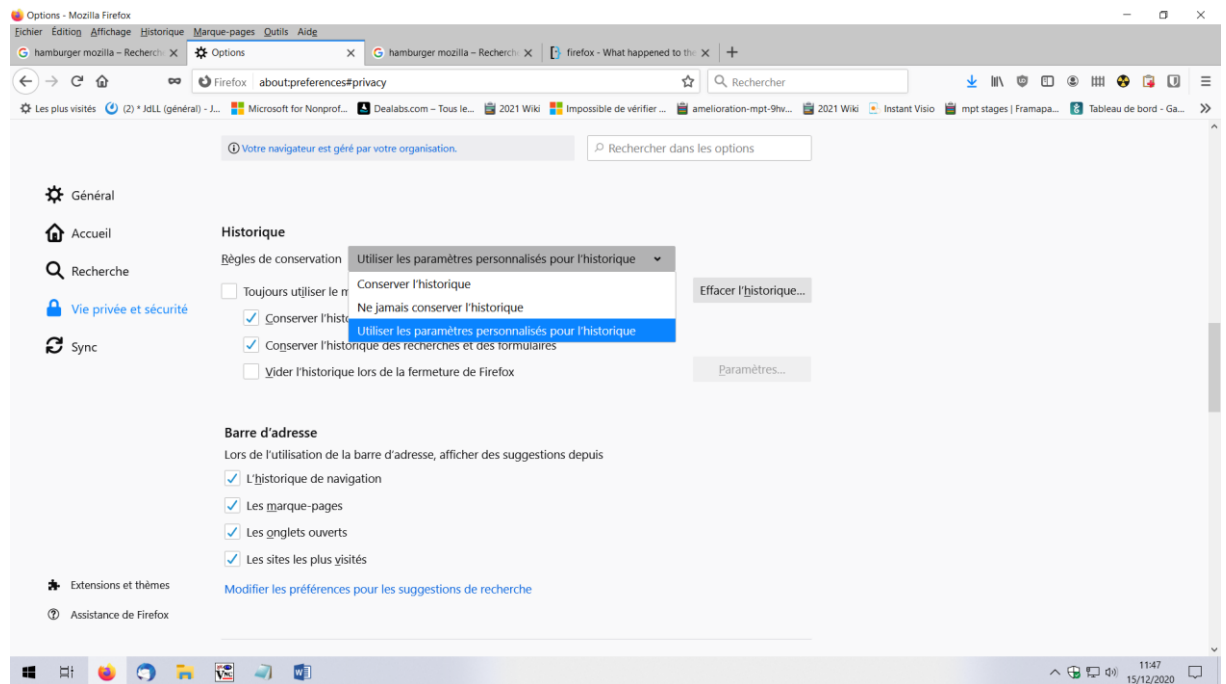 Options - Mozilla Firefox
Fichier Édition Affichage Historique Marque-pages Outils Aide
hamburger mozilla – Recherch Options hamburger mozilla – Recherch firefox - What happened to the
Firefox about:preferences#privacy Rechercher
Les plus visités (2) * JdLL (général) - J... Microsoft for Nonprof... Dealabs.com – Tous le... 2021 Wiki Impossible de vérifier ... amelioration-mpt-9hv... 2021 Wiki Instant Visio mpt stages | Framapa... Tableau de bord - Ga...
Votre navigateur est géré par votre organisation. Rechercher dans les options
Général
Accueil
Recherche
Vie privée et sécurité
Sync
Historique
Règles de conservation Utiliser les paramètres personnalisés pour l'historique
Conserver l'historique
Ne jamais conserver l'historique
Utiliser les paramètres personnalisés pour l'historique
Toujours utiliser le m Effacer l'historique...
Conserver l'histo
Conserver l'historique des recherches et des formulaires
Vider l'historique lors de la fermeture de Firefox Paramètres...
Barre d'adresse
Lors de l'utilisation de la barre d'adresse, afficher des suggestions depuis
L'historique de navigation
Les marque-pages
Les onglets ouverts
Les sites les plus visités
Modifier les préférences pour les suggestions de recherche
Extensions et thèmes
Assistance de Firefox
11:47
15/12/2020